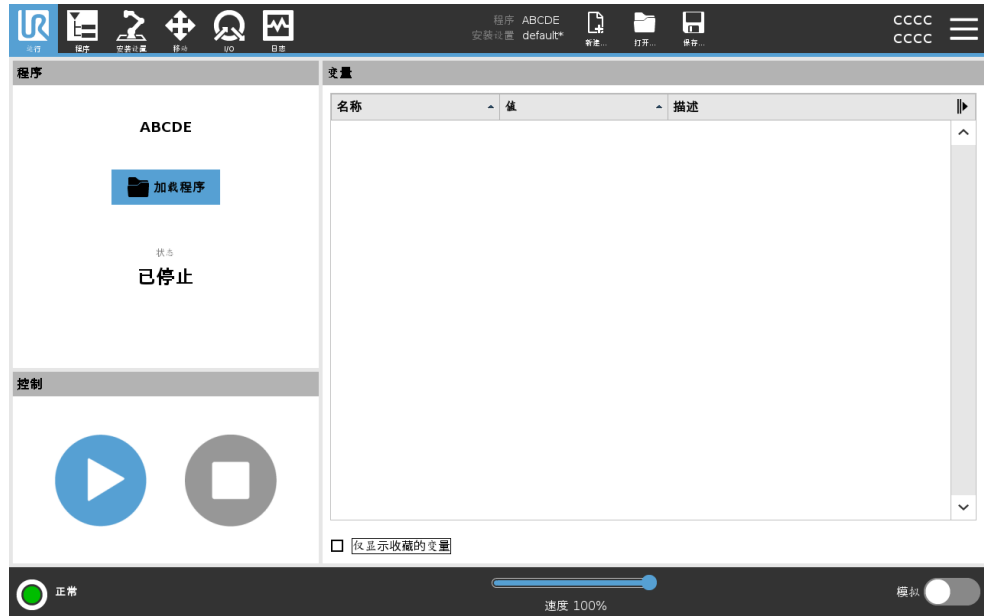 程序 ABCDE
安装设置 default*
CCCC
CCCC
运行
程序
安装设置
移动
I/O
日志
新建...
打开...
保存...
程序
变量
ABCDE
加载程序
状态
已停止
名称
值
描述
控制
仅显示收藏的变量
正常
速度 100%
模拟